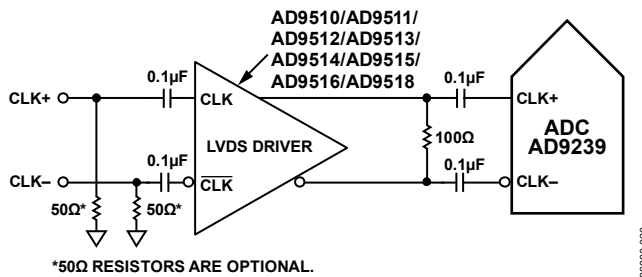 AD9510/AD9511/
AD9512/AD9513/
AD9514/AD9515/
AD9516/AD9518
0.1µF
0.1µF
CLK+
CLK
CLK+
ADC
AD9239
LVDS DRIVER
100Ω
0.1µF
0.1µF
CLK–
CLK
CLK–
50Ω*
50Ω*
*50Ω RESISTORS ARE OPTIONAL.